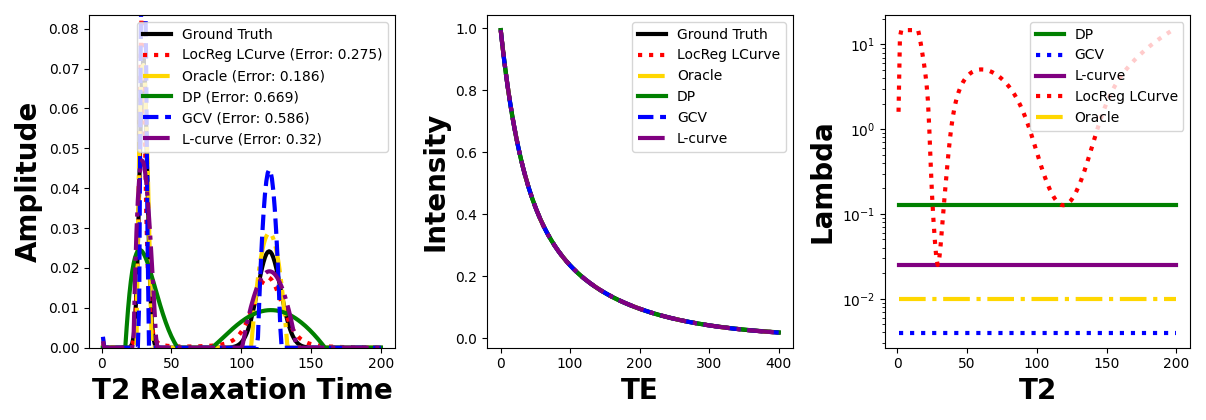 0.08
0.07
0.06
0.05
0.04
0.03
0.02
0.01
0.00
Amplitude
0
50
100
150
200
T2 Relaxation Time
Ground Truth
LocReg LCurve (Error: 0.275)
Oracle (Error: 0.186)
DP (Error: 0.669)
GCV (Error: 0.586)
L-curve (Error: 0.32)
1.0
0.8
0.6
0.4
0.2
0.0
Intensity
0
100
200
300
400
TE
Ground Truth
LocReg LCurve
Oracle
DP
GCV
L-curve
10¹
10⁰
10⁻¹
10⁻²
Lambda
0
50
100
150
200
T2
DP
GCV
L-curve
LocReg LCurve
Oracle